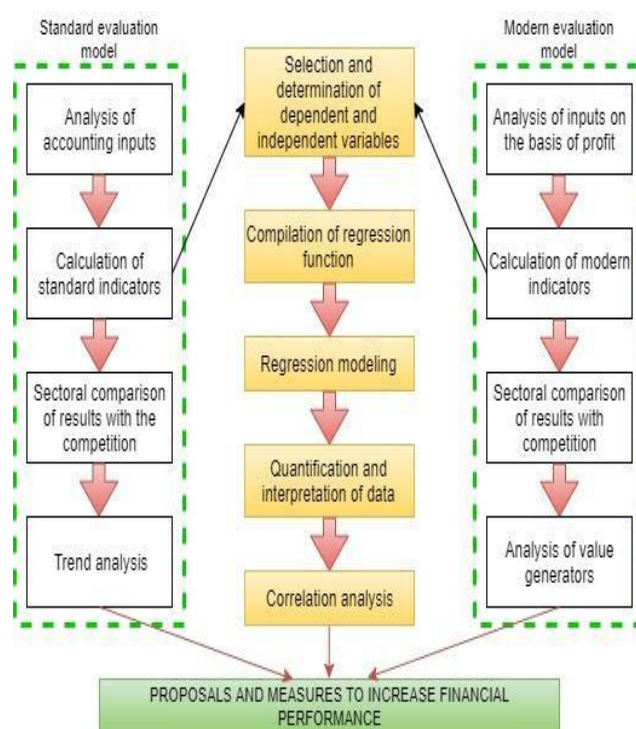 Standard evaluation
model
Analysis of
accounting inputs
Calculation of
standard indicators
Sectoral comparison
of results with the
competition
Trend analysis
Selection and
determination of
dependent and
independent variables
Compilation of regression
function
Regression modeling
Quantification and
interpretation of data
Correlation analysis
Modern evaluation
model
Analysis of inputs on
the basis of profit
Calculation of modern
indicators
Sectoral comparison
of results with
competition
Analysis of value
generators
PROPOSALS AND MEASURES TO INCREASE FINANCIAL
PERFORMANCE